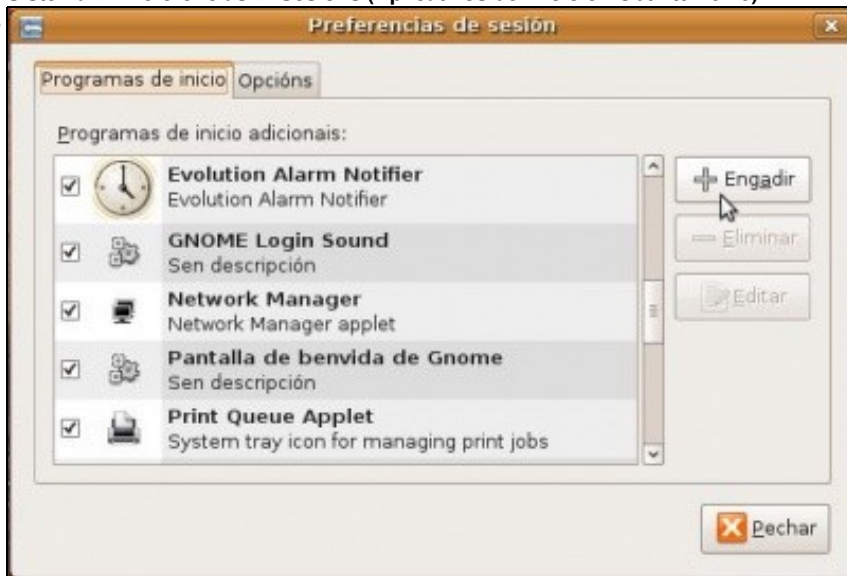 Preferencias de sesión
Programas de inicio Opcións
Programas de inicio adicionais:
Evolution Alarm Notifier
Evolution Alarm Notifier
GNOME Login Sound
Sen descripción
Network Manager
Network Manager applet
Pantalla de benvida de Gnome
Sen descripción
Print Queue Applet
System tray icon for managing print jobs
Engadir
Eliminar
Editar
Pechar